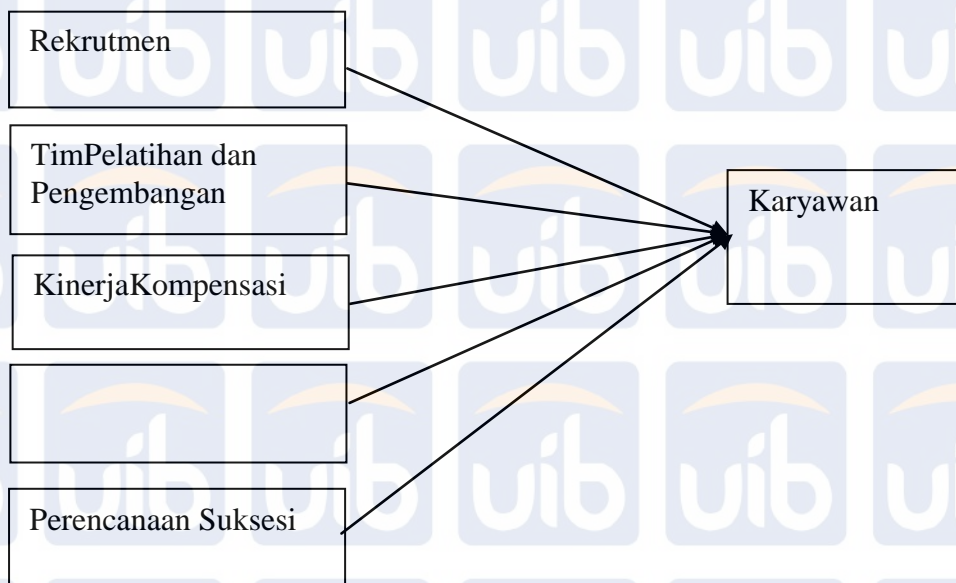 Rekrutmen
TimPelatihan dan
Pengembangan
Karyawan
KinerjaKompensasi
Perencanaan Suksesi